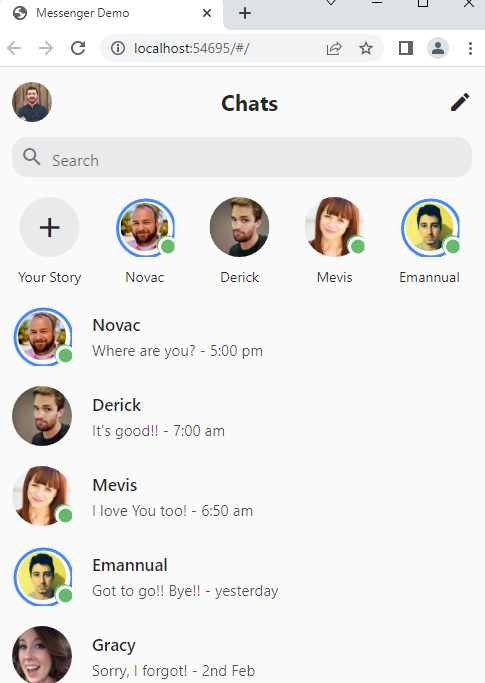 Messenger Demo
localhost:54695/#/
Chats
Search
Your Story Novac Derick Mevis Emannual
Novac
Where are you? - 5:00 pm
Derick
It's good!! - 7:00 am
Mevis
I love You too! - 6:50 am
Emannual
Got to go!! Bye!! - yesterday
Gracy
Sorry, I forgot! - 2nd Feb